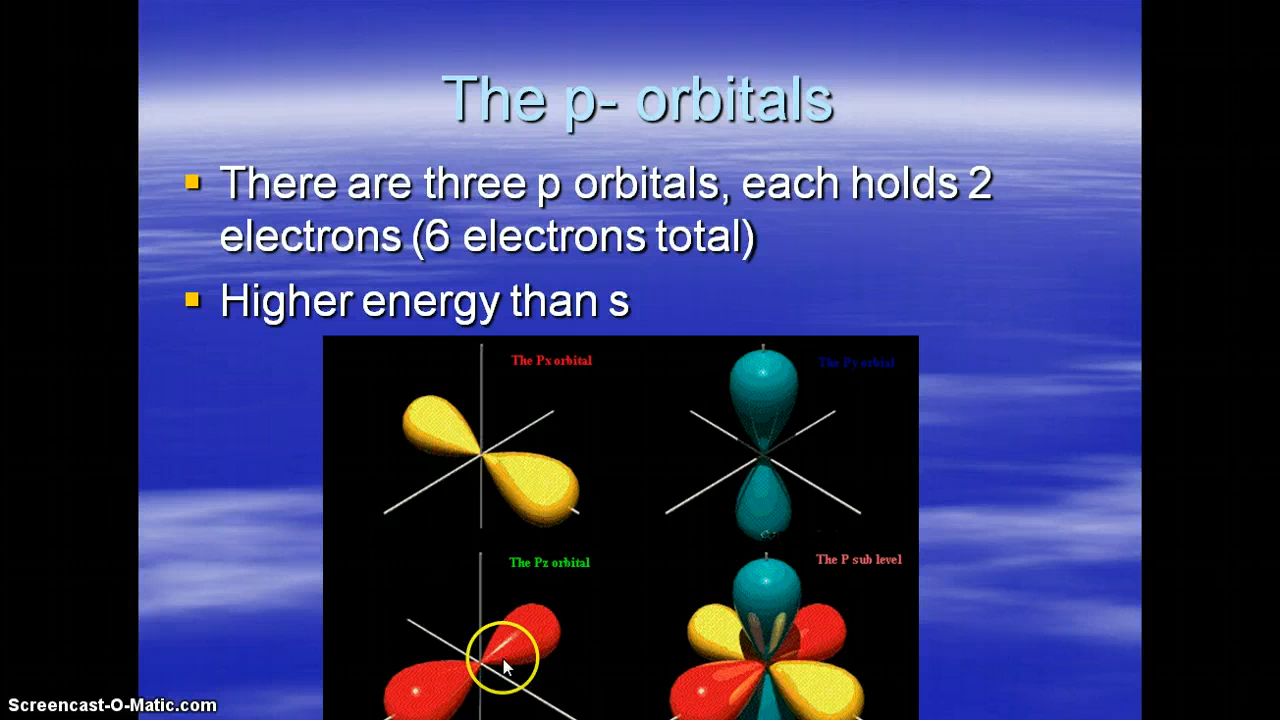 The p- orbitals
There are three p orbitals, each holds 2
electrons (6 electrons total)
Higher energy than s
The Px orbital
The Py orbial
The Pz orbital
The P sub level
Screencast-O-Matic.com